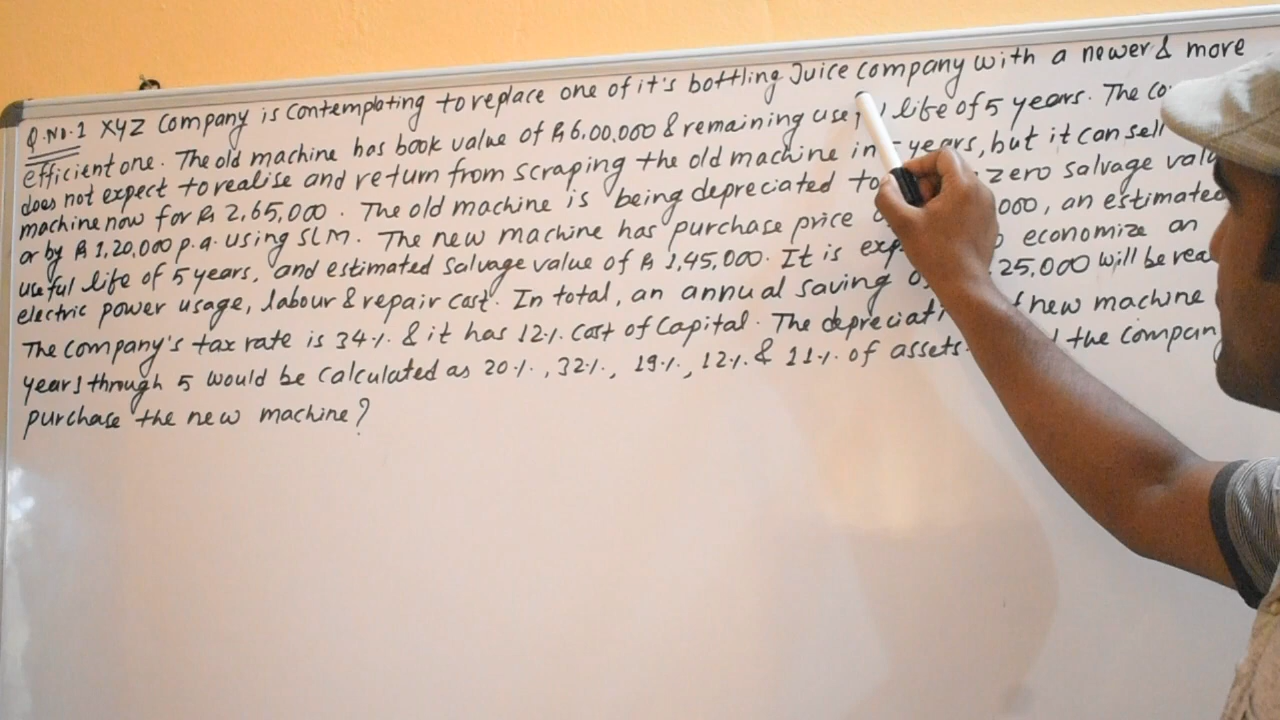 Q.No.1 XYZ Company is Contemplating to replace one of it's bottling Juice Company with a newer & more
efficient one. The old machine has book value of Rs 6,00,000 & remaining life of 5 years. The
does not expect to realise and return from scraping the old machine in years, but it can sell
machine now for Rs 2,65,000. The old machine is being depreciated to zero salvage
or by Rs 1,20,000 p.a. using SLM. The new machine has purchase price 000, an estimated
useful life of 5 years, and estimated salvage value of Rs 1,45,000. It is economize on
electric power usage, labour & repair cost. In total, an annual saving 25,000 will be
The company's tax rate is 34%. & it has 12%. cost of Capital. The new machine
years through 5 would be calculated as 20%., 32%., 19%., 12%. & 11%. of assets. the
purchase the new machine?